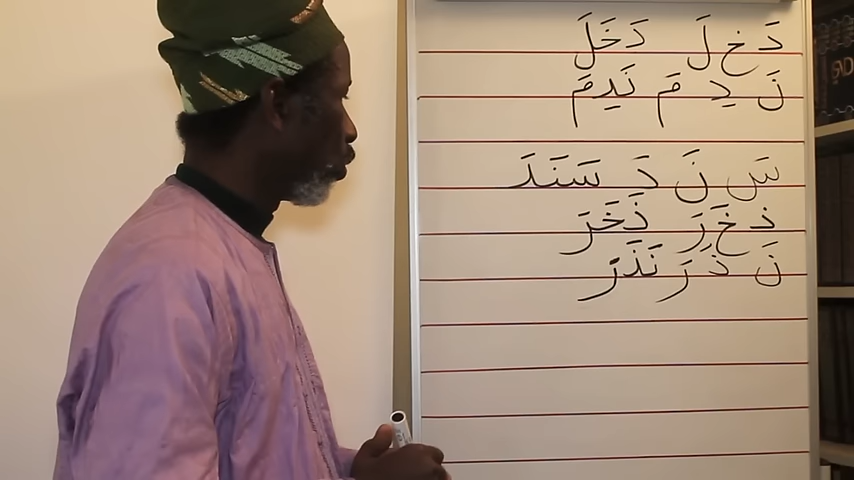 دَ خَ لَ دَخَلَ
نَ دِ مَ نَدِمَ
سَ نَ دَ سَنَدَ
ذَ خَ رَ ذَخَرَ
نَ ذَ رَ نَذَرَ